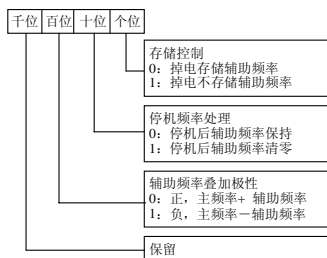 千位 百位 十位 个位
存储控制
0：掉电存储辅助频率
1：掉电不存储辅助频率
停机频率处理
0：停机后辅助频率保持
1：停机后辅助频率清零
辅助频率叠加极性
0：正，主频率+ 辅助频率
1：负，主频率－辅助频率
保留